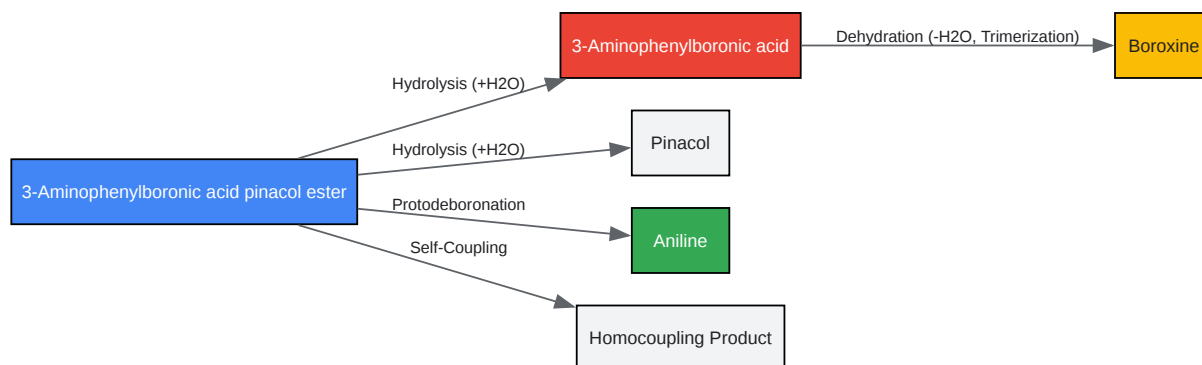 3-Aminophenylboronic acid
Dehydration (-H2O, Trimerization)
Boroxine
Hydrolysis (+H2O)
Pinacol
Hydrolysis (+H2O)
3-Aminophenylboronic acid pinacol ester
Protodeboronation
Aniline
Self-Coupling
Homocoupling Product